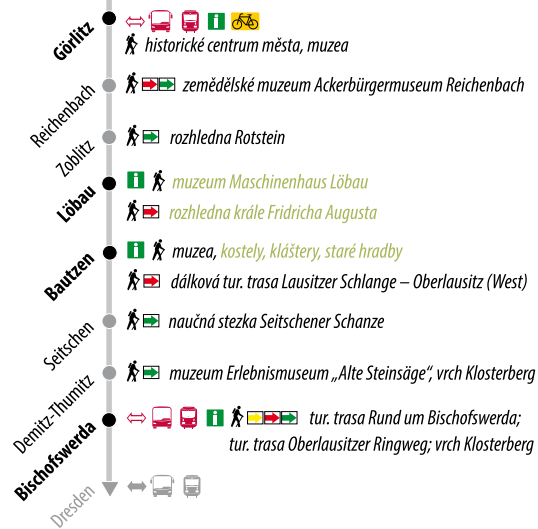 Görlitz
historické centrum města, muzea
Reichenbach
zemědělské muzeum Ackerbürgermuseum Reichenbach
Zoblitz
rozhledna Rotstein
Löbau
i muzeum Maschinenhaus Löbau
rozhledna krále Fridricha Augusta
Bautzen
i muzea, kostely, kláštery, staré hradby
dálková tur. trasa Lausitzer Schlange – Oberlausitz (West)
Seitschen
naučná stezka Seitschener Schanze
Demitz-Thumitz
muzeum Erlebnismuseum „Alte Steinsäge“, vrch Klosterberg
Bischofswerda
i tur. trasa Rund um Bischofswerda;
tur. trasa Oberlausitzer Ringweg; vrch Klosterberg
Dresden